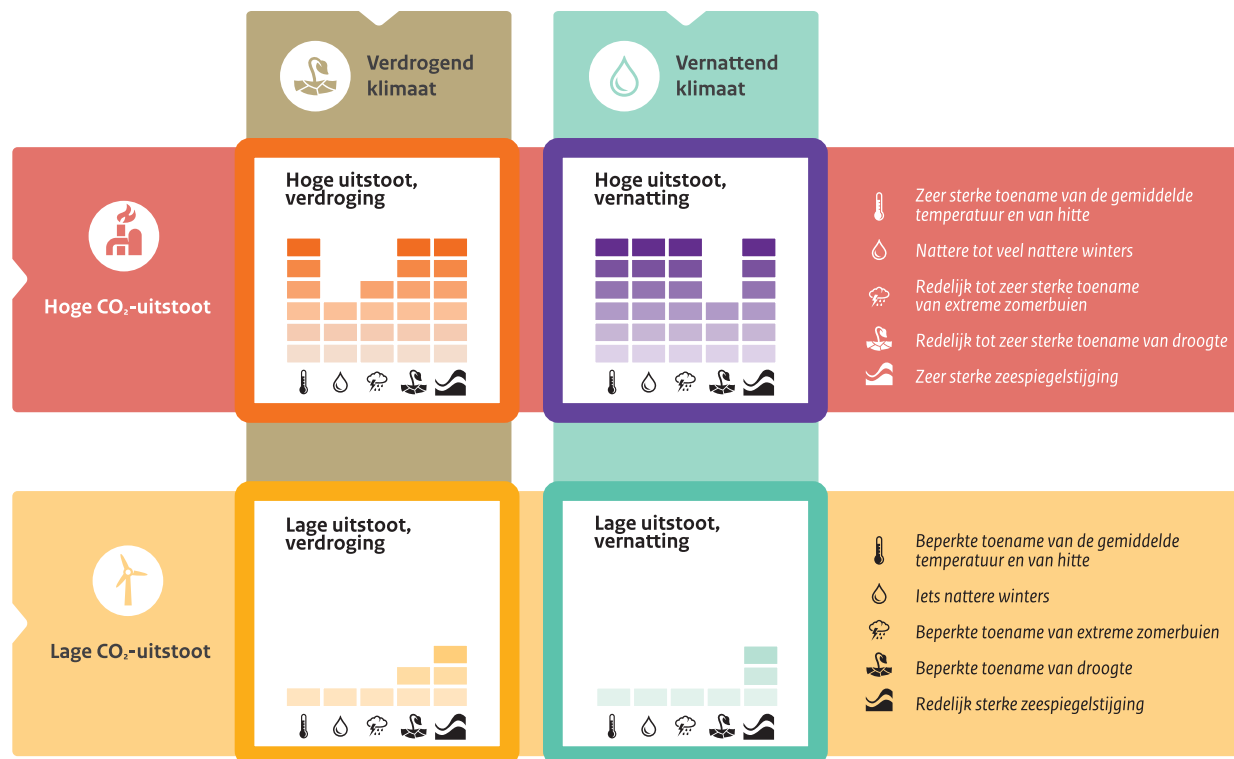 Verdrogend
klimaat
Vernattend
klimaat
Hoge CO₂-uitstoot
Hoge uitstoot,
verdroging
Hoge uitstoot,
vernatting
Zeer sterke toename van de gemiddelde
temperatuur en van hitte
Nattere tot veel nattere winters
Redelijk tot zeer sterke toename
van extreme zomerbuien
Redelijk tot zeer sterke toename van droogte
Zeer sterke zeespiegelstijging
Lage CO₂-uitstoot
Lage uitstoot,
verdroging
Lage uitstoot,
vernatting
Beperkte toename van de gemiddelde
temperatuur en van hitte
Iets nattere winters
Beperkte toename van extreme zomerbuien
Beperkte toename van droogte
Redelijk sterke zeespiegelstijging